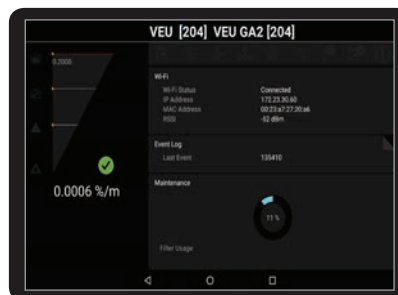 VEU [204] VEU GA2 [204]
0.2000
0.0006 %/m
Wi-Fi
Wi-Fi Status Connected
IP Address 172.23.30.60
MAC Address 00:23:a7:27:20:a6
RSSI -52 dBm
Event Log
Last Event 135410
Maintenance
11 %
Filter Usage